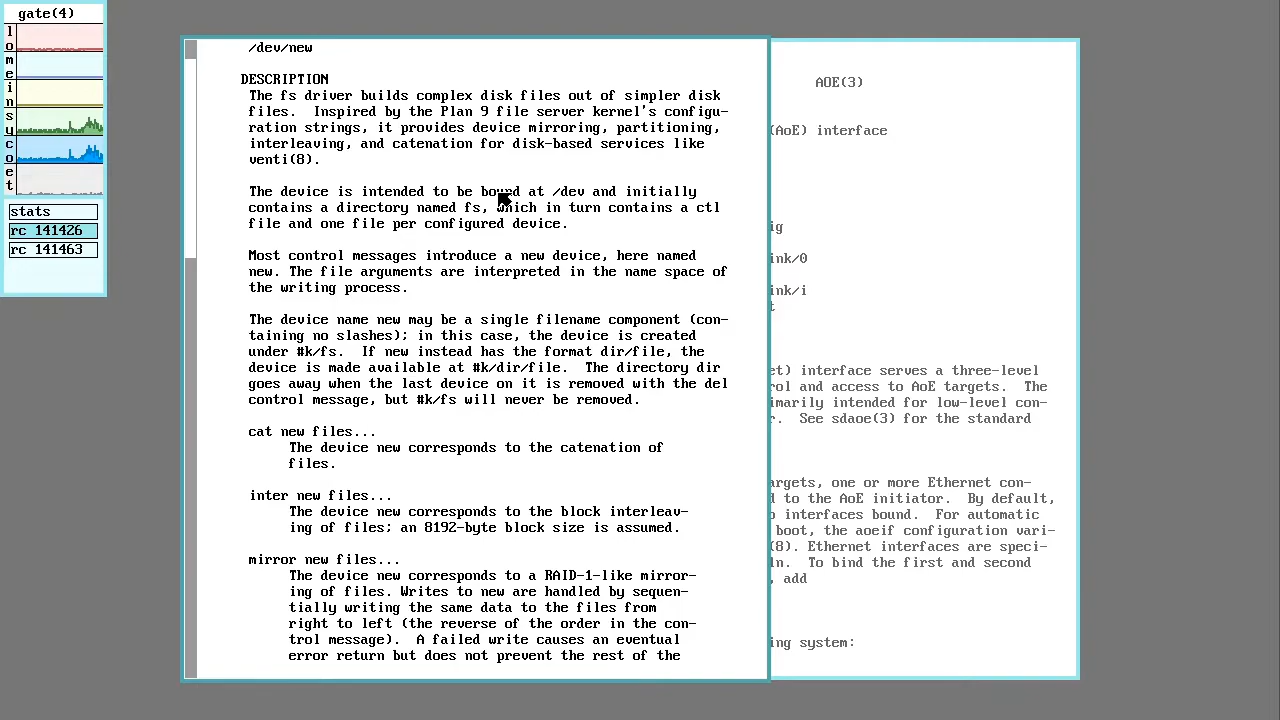 gate(4)
lo
me
in
sy
co
et
stats
rc 141426
rc 141463
/dev/new
DESCRIPTION
The fs driver builds complex disk files out of simpler disk
files.  Inspired by the Plan 9 file server kernel's configu-
ration strings, it provides device mirroring, partitioning,
interleaving, and catenation for disk-based services like
venti(8).
The device is intended to be bound at /dev and initially
contains a directory named fs, which in turn contains a ctl
file and one file per configured device.
Most control messages introduce a new device, here named
new. The file arguments are interpreted in the name space of
the writing process.
The device name new may be a single filename component (con-
taining no slashes); in this case, the device is created
under #k/fs.  If new instead has the format dir/file, the
device is made available at #k/dir/file.  The directory dir
goes away when the last device on it is removed with the del
control message, but #k/fs will never be removed.
cat new files...
The device new corresponds to the catenation of
files.
inter new files...
The device new corresponds to the block interleav-
ing of files; an 8192-byte block size is assumed.
mirror new files...
The device new corresponds to a RAID-1-like mirror-
ing of files. Writes to new are handled by sequen-
tially writing the same data to the files from
right to left (the reverse of the order in the con-
trol message).  A failed write causes an eventual
error return but does not prevent the rest of the
AOE(3)
(AoE) interface
ig
ink/0
ink/i
t
et) interface serves a three-level
rol and access to AoE targets.  The
imarily intended for low-level con-
r.  See sdaoe(3) for the standard
argets, one or more Ethernet con-
d to the AoE initiator.  By default,
o interfaces bound.  For automatic
boot, the aoeif configuration vari-
(8). Ethernet interfaces are speci-
ln.  To bind the first and second
, add
ing system: